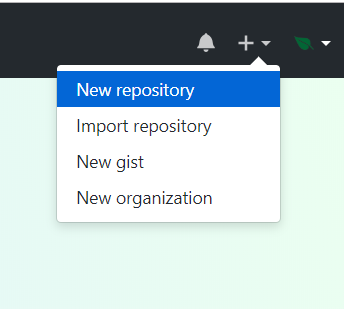 New repository
Import repository
New gist
New organization